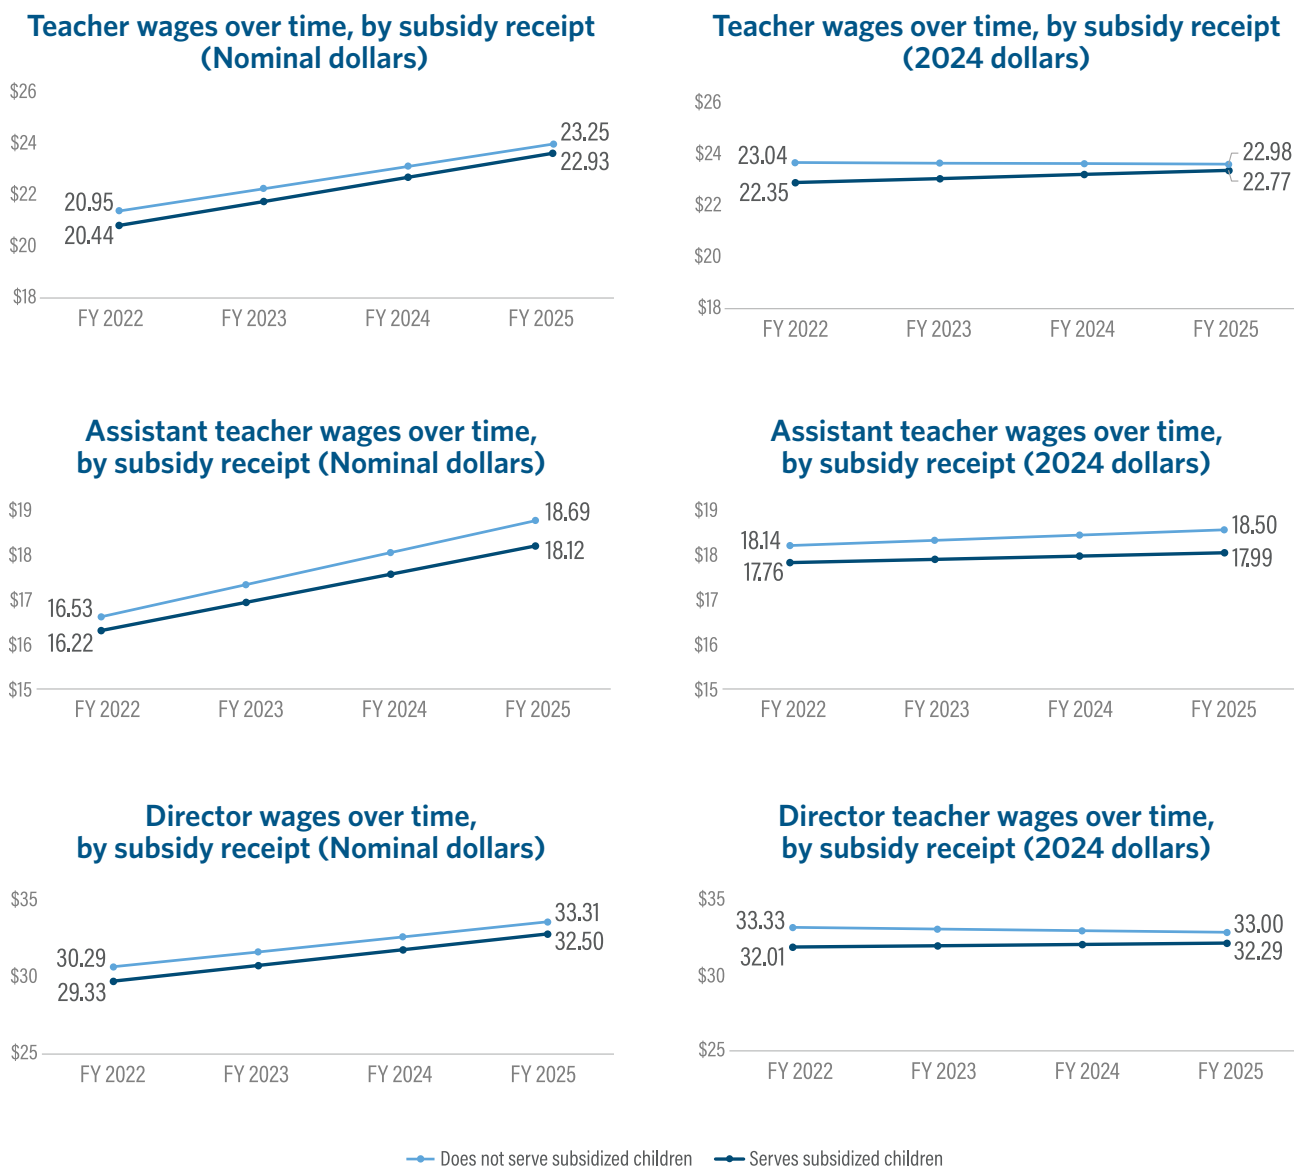 Teacher wages over time, by subsidy receipt
(Nominal dollars)
$26
$24
$22
$20
$18
20.95
20.44
23.25
22.93
FY 2022
FY 2023
FY 2024
FY 2025
Teacher wages over time, by subsidy receipt
(2024 dollars)
$26
$24
$22
$20
$18
23.04
22.35
22.98
22.77
FY 2022
FY 2023
FY 2024
FY 2025
Assistant teacher wages over time,
by subsidy receipt (Nominal dollars)
$19
$18
$17
$16
$15
16.53
16.22
18.69
18.12
FY 2022
FY 2023
FY 2024
FY 2025
Assistant teacher wages over time,
by subsidy receipt (2024 dollars)
$19
$18
$17
$16
$15
18.14
17.76
18.50
17.99
FY 2022
FY 2023
FY 2024
FY 2025
Director wages over time,
by subsidy receipt (Nominal dollars)
$35
$30
$25
30.29
29.33
33.31
32.50
FY 2022
FY 2023
FY 2024
FY 2025
Director teacher wages over time,
by subsidy receipt (2024 dollars)
$35
$30
$25
33.33
32.01
33.00
32.29
FY 2022
FY 2023
FY 2024
FY 2025
Does not serve subsidized children
Serves subsidized children